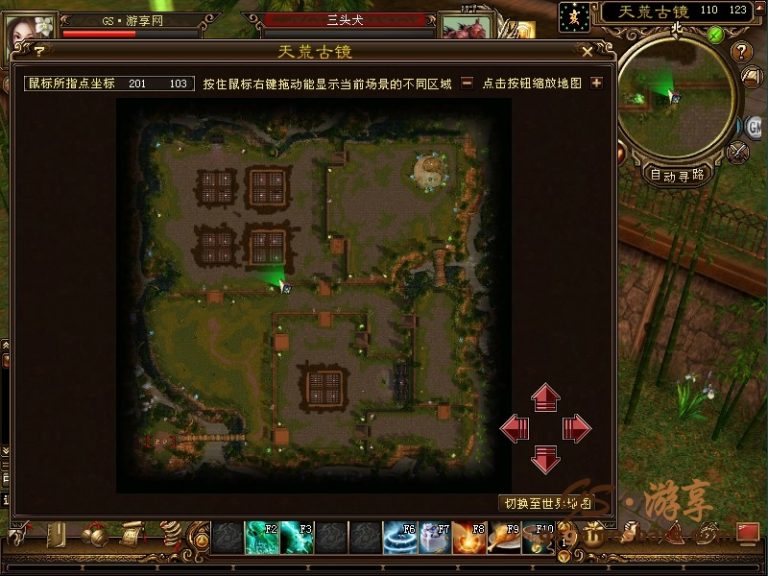 GS·游享网
三头犬
亥
天荒古镜 110 123
北
?
天荒古镜
鼠标所指点坐标 201 103 按住鼠标右键拖动能显示当前场景的不同区域 点击按钮缩放地图
GM
自动寻路
切换至世界地图
GS·游享
F2 F3 F6 F7 F8 F9 F10